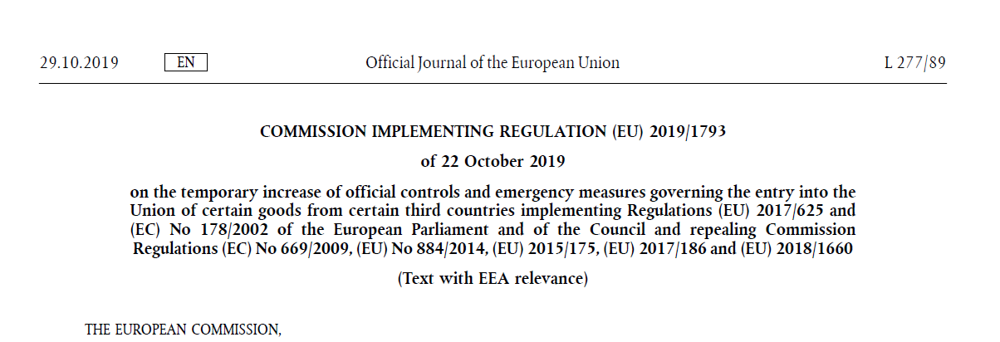 29.10.2019 EN Official Journal of the European Union L 277/89
COMMISSION IMPLEMENTING REGULATION (EU) 2019/1793
of 22 October 2019
on the temporary increase of official controls and emergency measures governing the entry into the
Union of certain goods from certain third countries implementing Regulations (EU) 2017/625 and
(EC) No 178/2002 of the European Parliament and of the Council and repealing Commission
Regulations (EC) No 669/2009, (EU) No 884/2014, (EU) 2015/175, (EU) 2017/186 and (EU) 2018/1660
(Text with EEA relevance)
THE EUROPEAN COMMISSION,